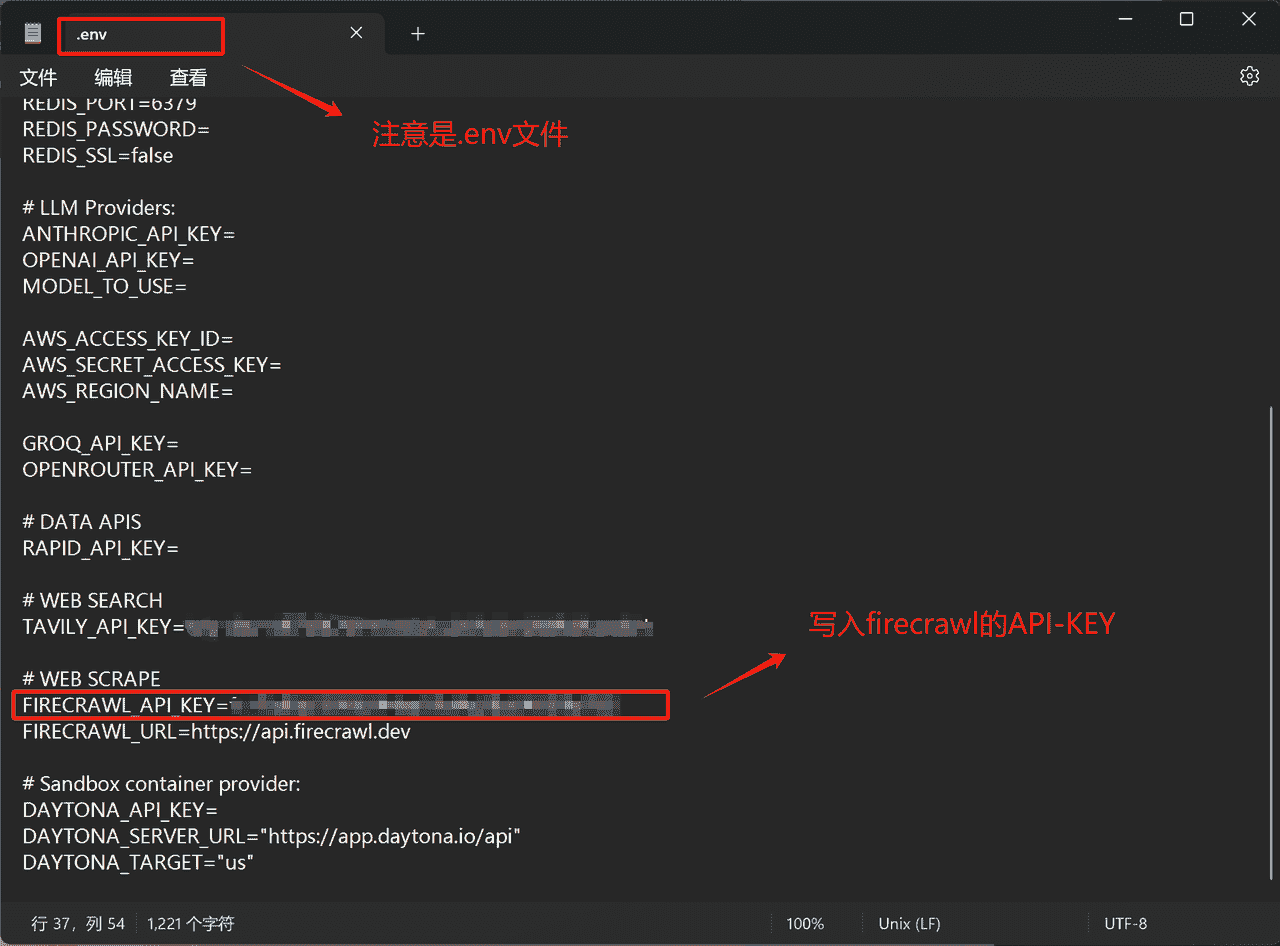 .env
文件 编辑 查看
REDIS_PORT=6379
REDIS_PASSWORD=
注意是.env文件
REDIS_SSL=false
# LLM Providers:
ANTHROPIC_API_KEY=
OPENAI_API_KEY=
MODEL_TO_USE=
AWS_ACCESS_KEY_ID=
AWS_SECRET_ACCESS_KEY=
AWS_REGION_NAME=
GROQ_API_KEY=
OPENROUTER_API_KEY=
# DATA APIS
RAPID_API_KEY=
# WEB SEARCH
TAVILY_API_KEY=
写入firecrawl的API-KEY
# WEB SCRAPE
FIRECRAWL_API_KEY=
FIRECRAWL_URL=https://api.firecrawl.dev
# Sandbox container provider:
DAYTONA_API_KEY=
DAYTONA_SERVER_URL="https://app.daytona.io/api"
DAYTONA_TARGET="us"
行 37，列 54 1,221 个字符 100% Unix (LF) UTF-8